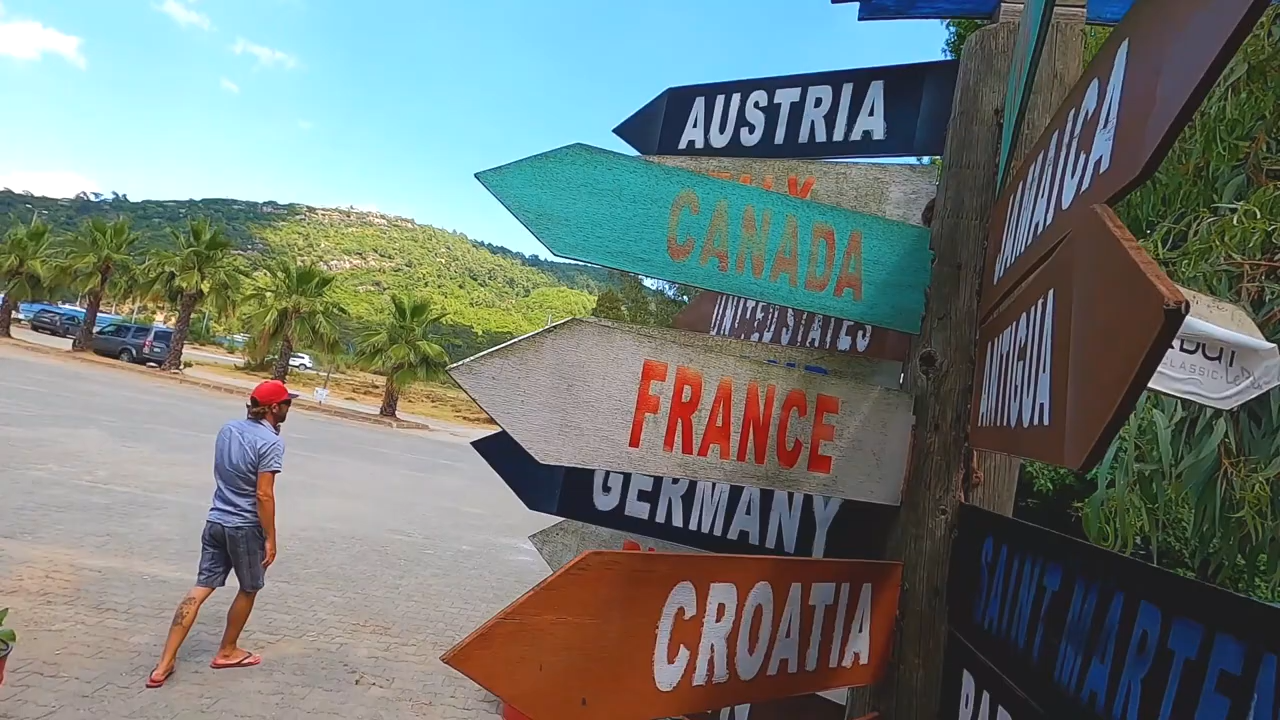 AUSTRIA
CANADA
UNITED STATES
FRANCE
GERMANY
CROATIA
JAMAICA
ANTIGUA
SAINT MARTEN